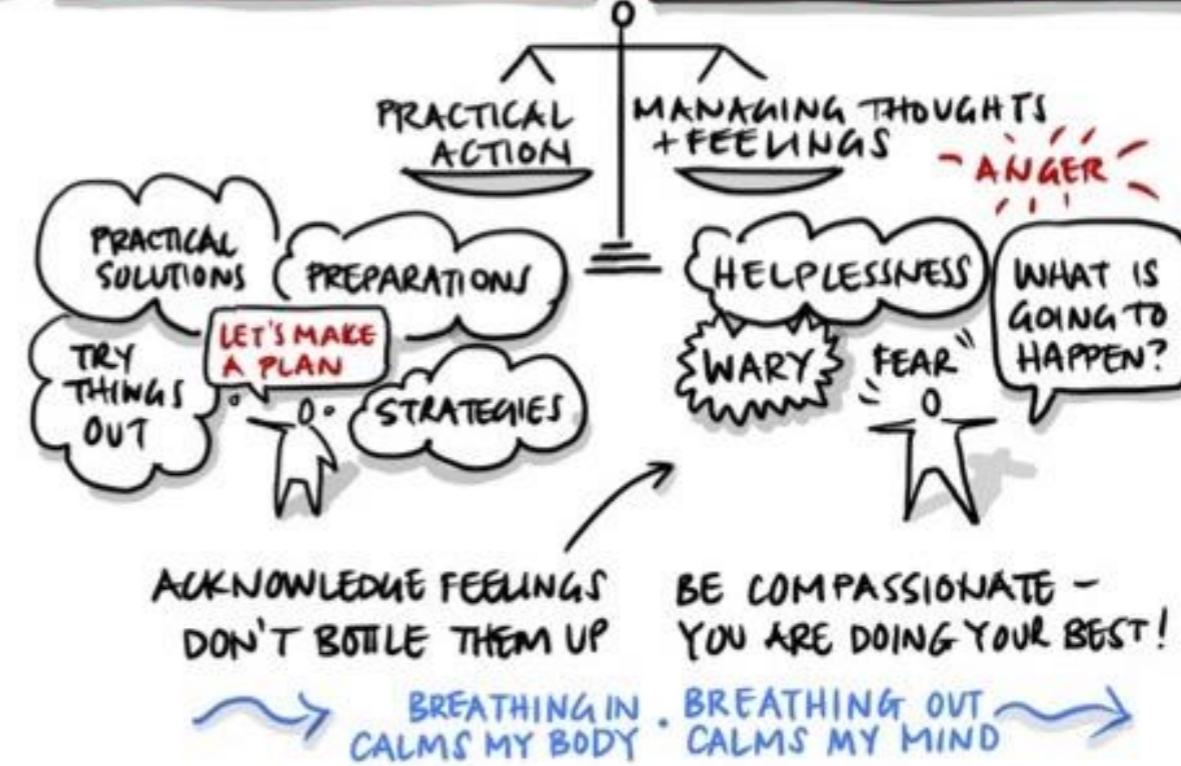 PRACTICAL
ACTION
MANAGING THOUGHTS
+ FEELINGS
ANGER
PRACTICAL
SOLUTIONS
PREPARATIONS
LET'S MAKE
A PLAN
TRY
THINGS
OUT
STRATEGIES
HELPLESSNESS
WARY
FEAR
WHAT IS
GOING TO
HAPPEN?
ACKNOWLEDGE FEELINGS
DON'T BOTTLE THEM UP
BE COMPASSIONATE –
YOU ARE DOING YOUR BEST!
BREATHING IN
CALMS MY BODY .
BREATHING OUT
CALMS MY MIND